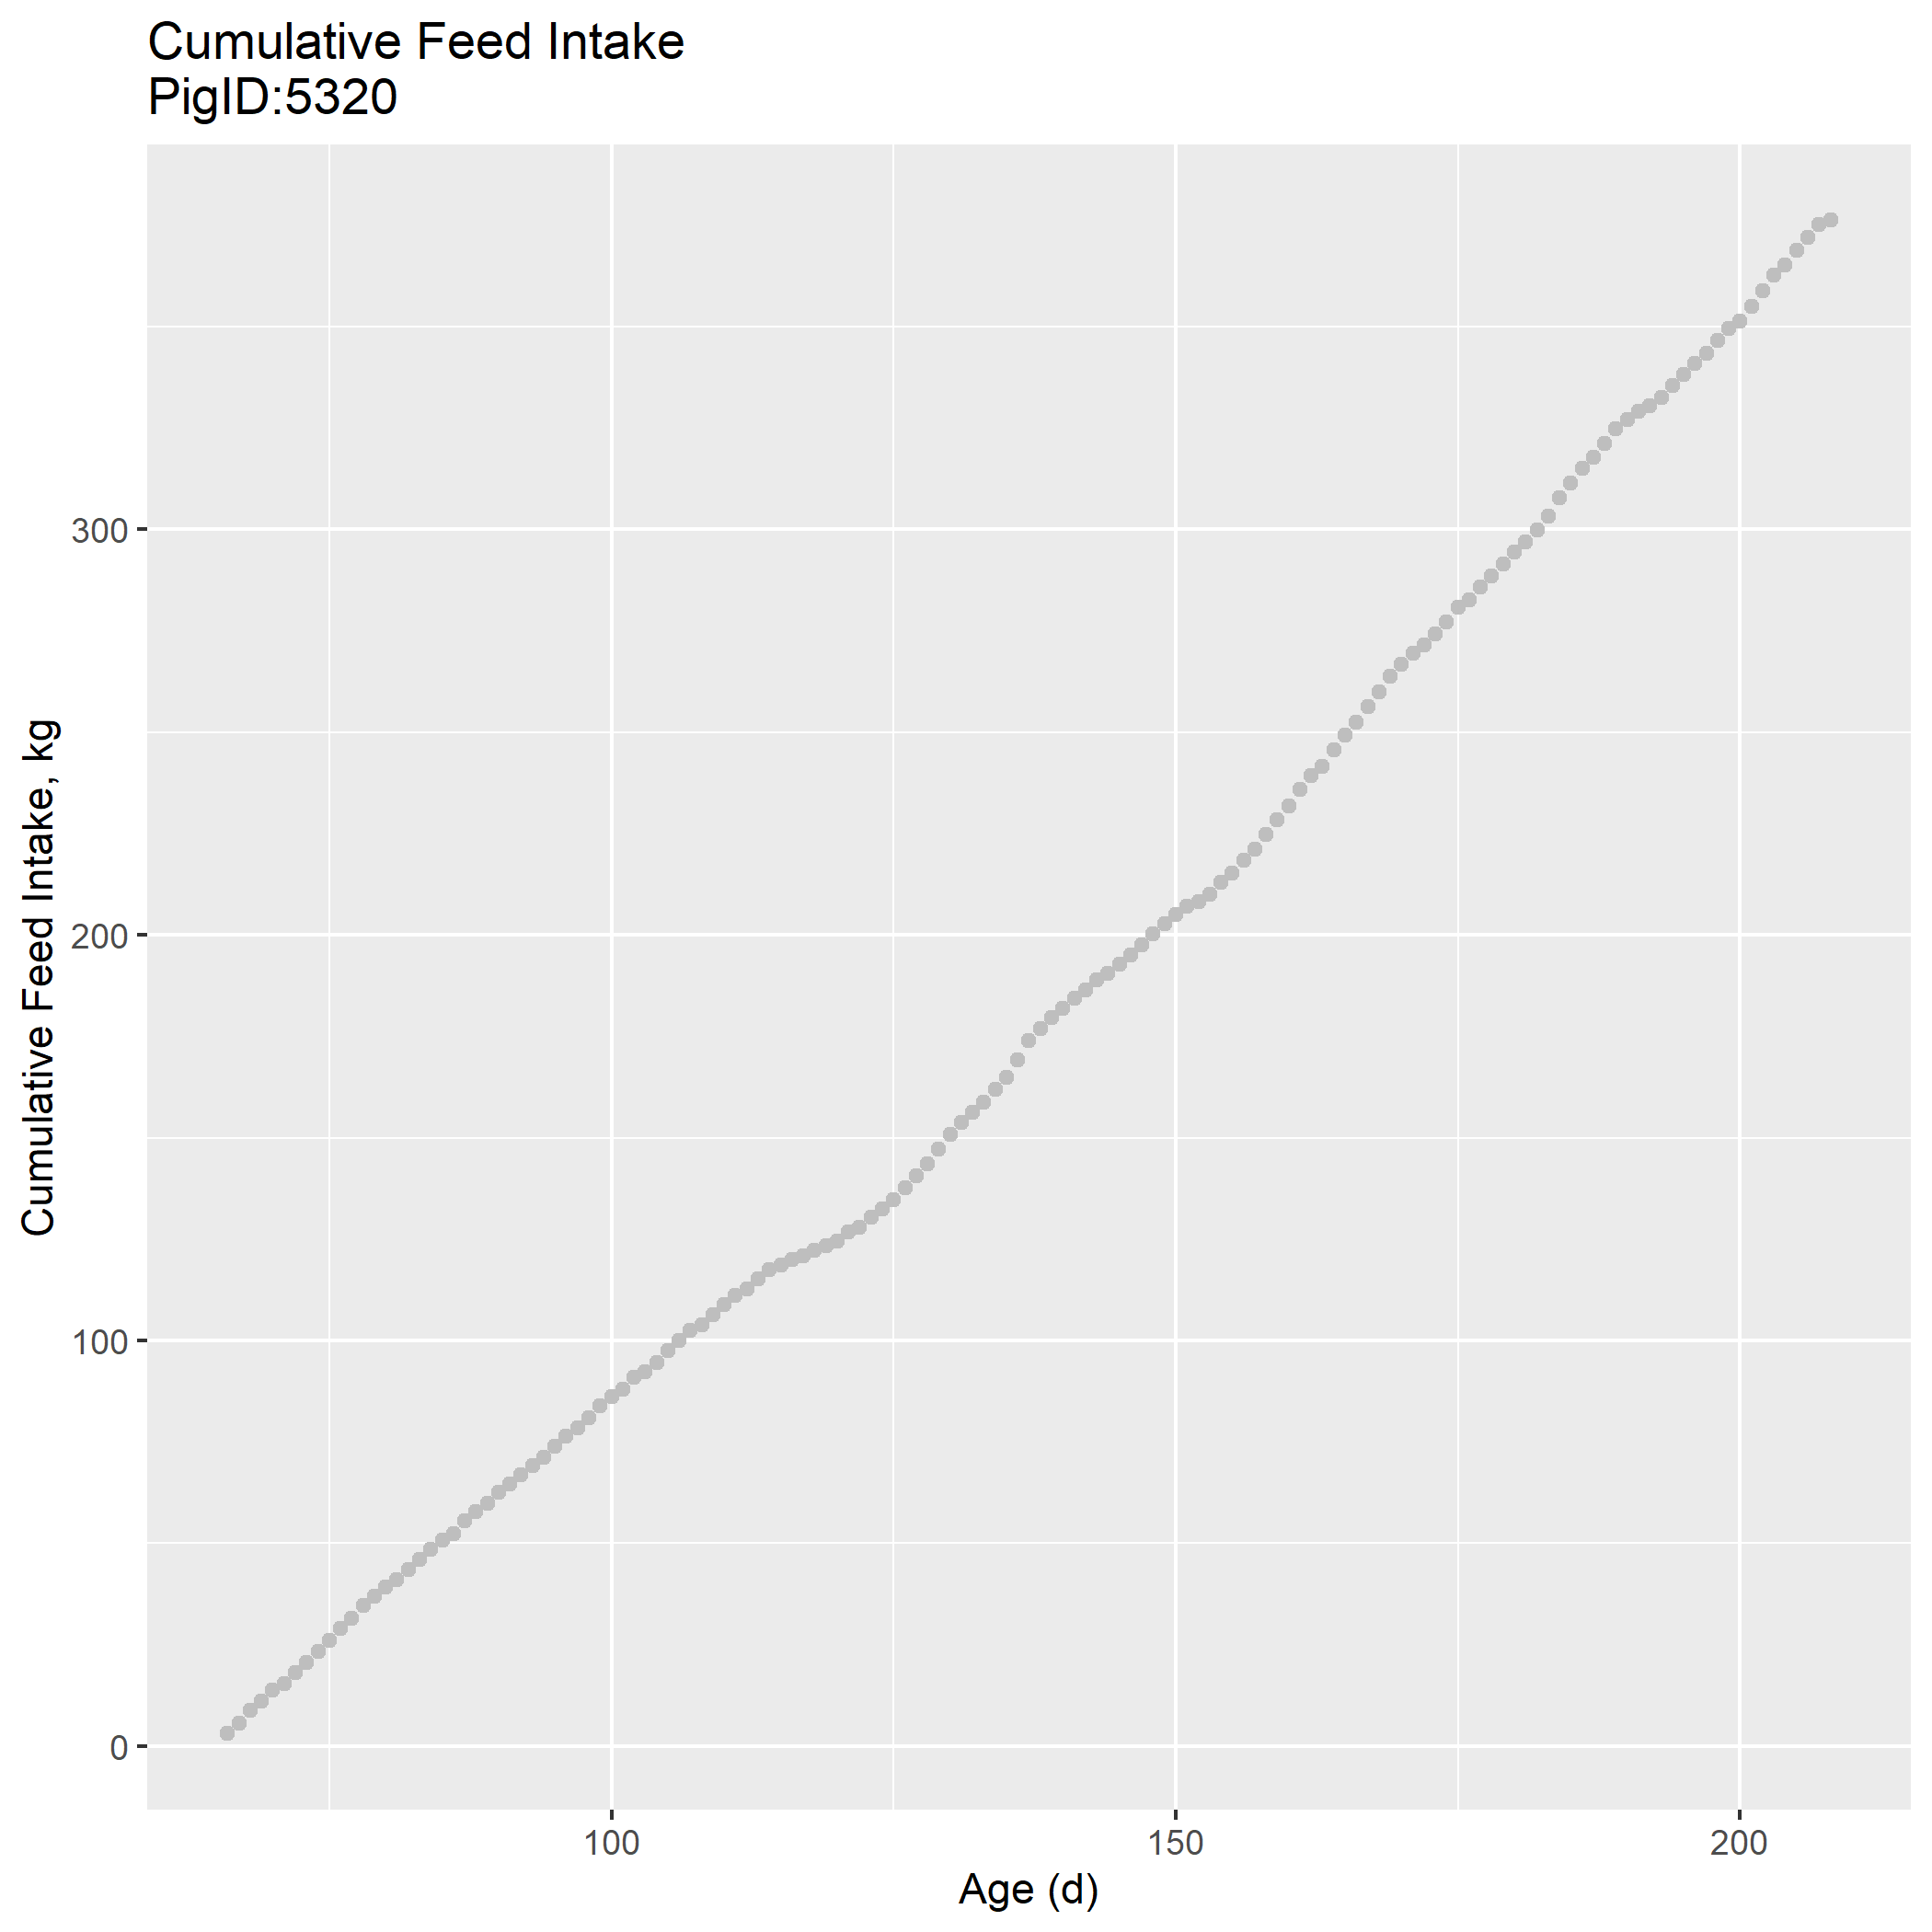 Cumulative Feed Intake
PigID:5320
Cumulative Feed Intake, kg
300
200
100
0
100
150
200
Age (d)